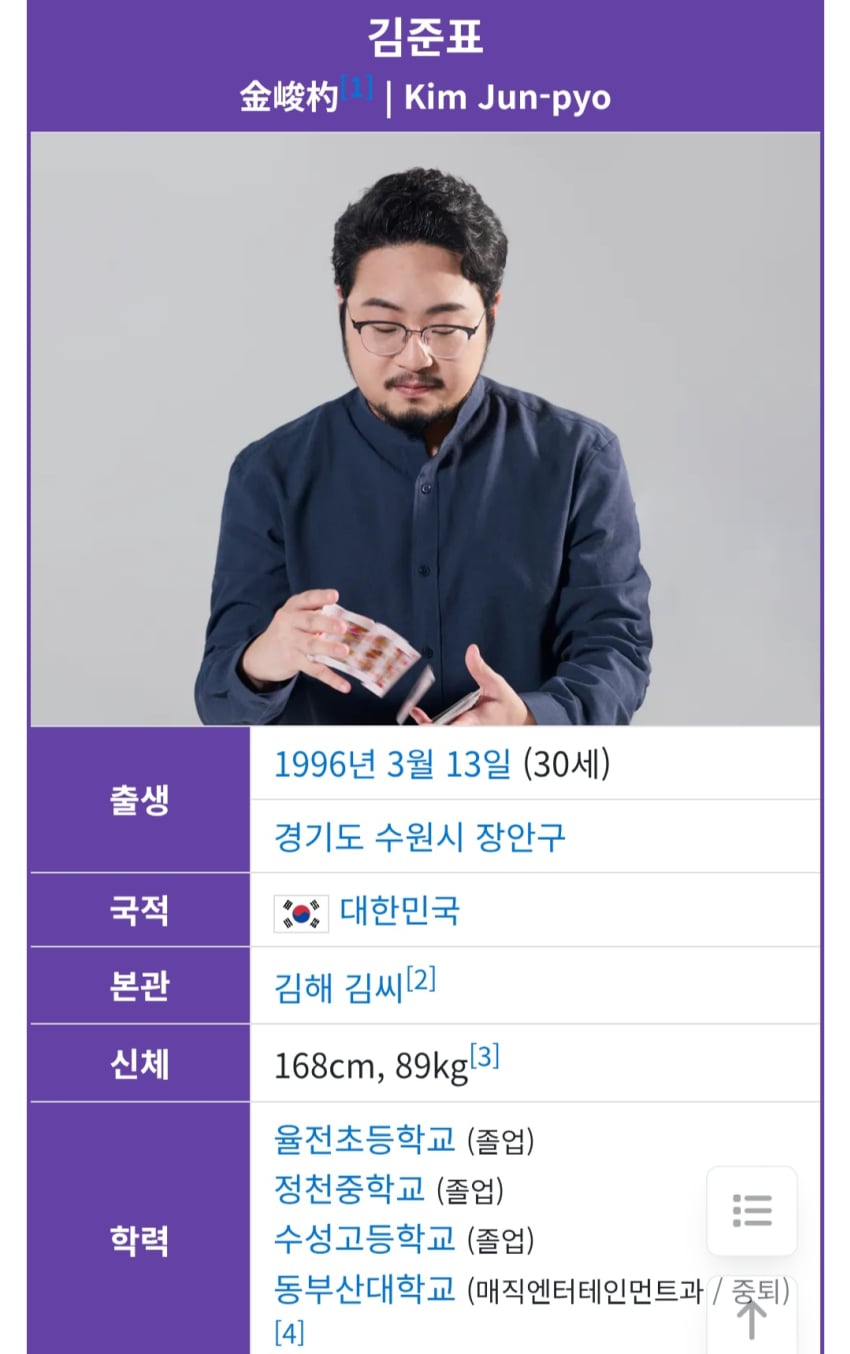 김준표
金峻杓[1] | Kim Jun-pyo
출생
1996년 3월 13일 (30세)
경기도 수원시 장안구
국적
대한민국
본관
김해 김씨[2]
신체
168cm, 89kg[3]
학력
율전초등학교 (졸업)
정천중학교 (졸업)
수성고등학교 (졸업)
동부산대학교 (매직엔터테인먼트과 / 중퇴)
[4]